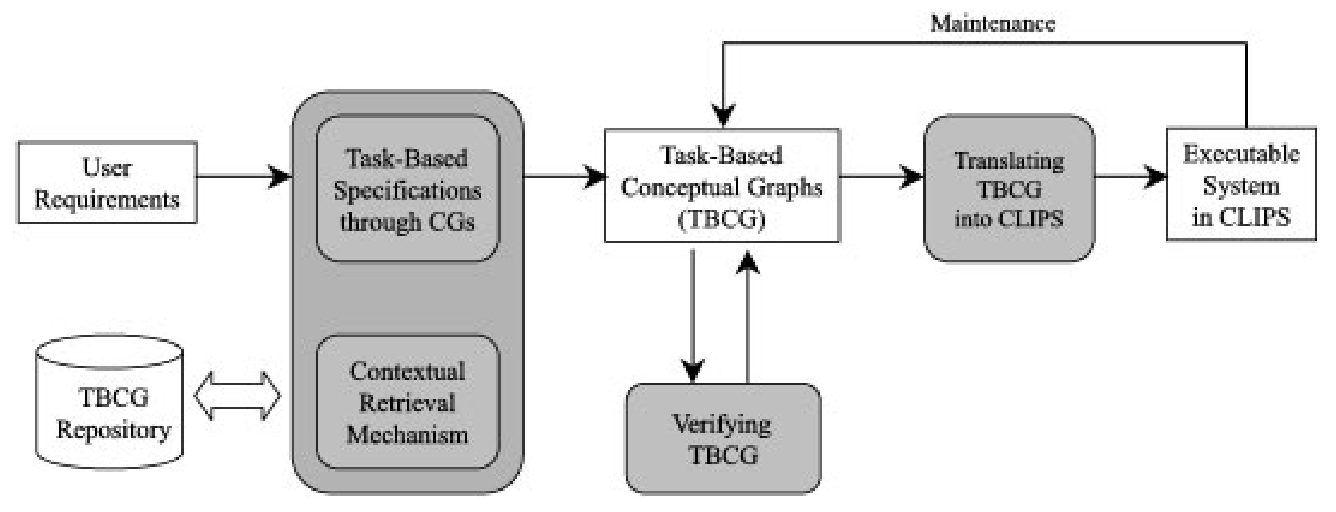 Maintenance
User
Requirements
Task-Based
Specifications
through CGs
Task-Based
Conceptual Graphs
(TBCG)
Translating
TBCG
into CLIPS
Executable
System
in CLIPS
TBCG
Repository
Contextual
Retrieval
Mechanism
Verifying
TBCG